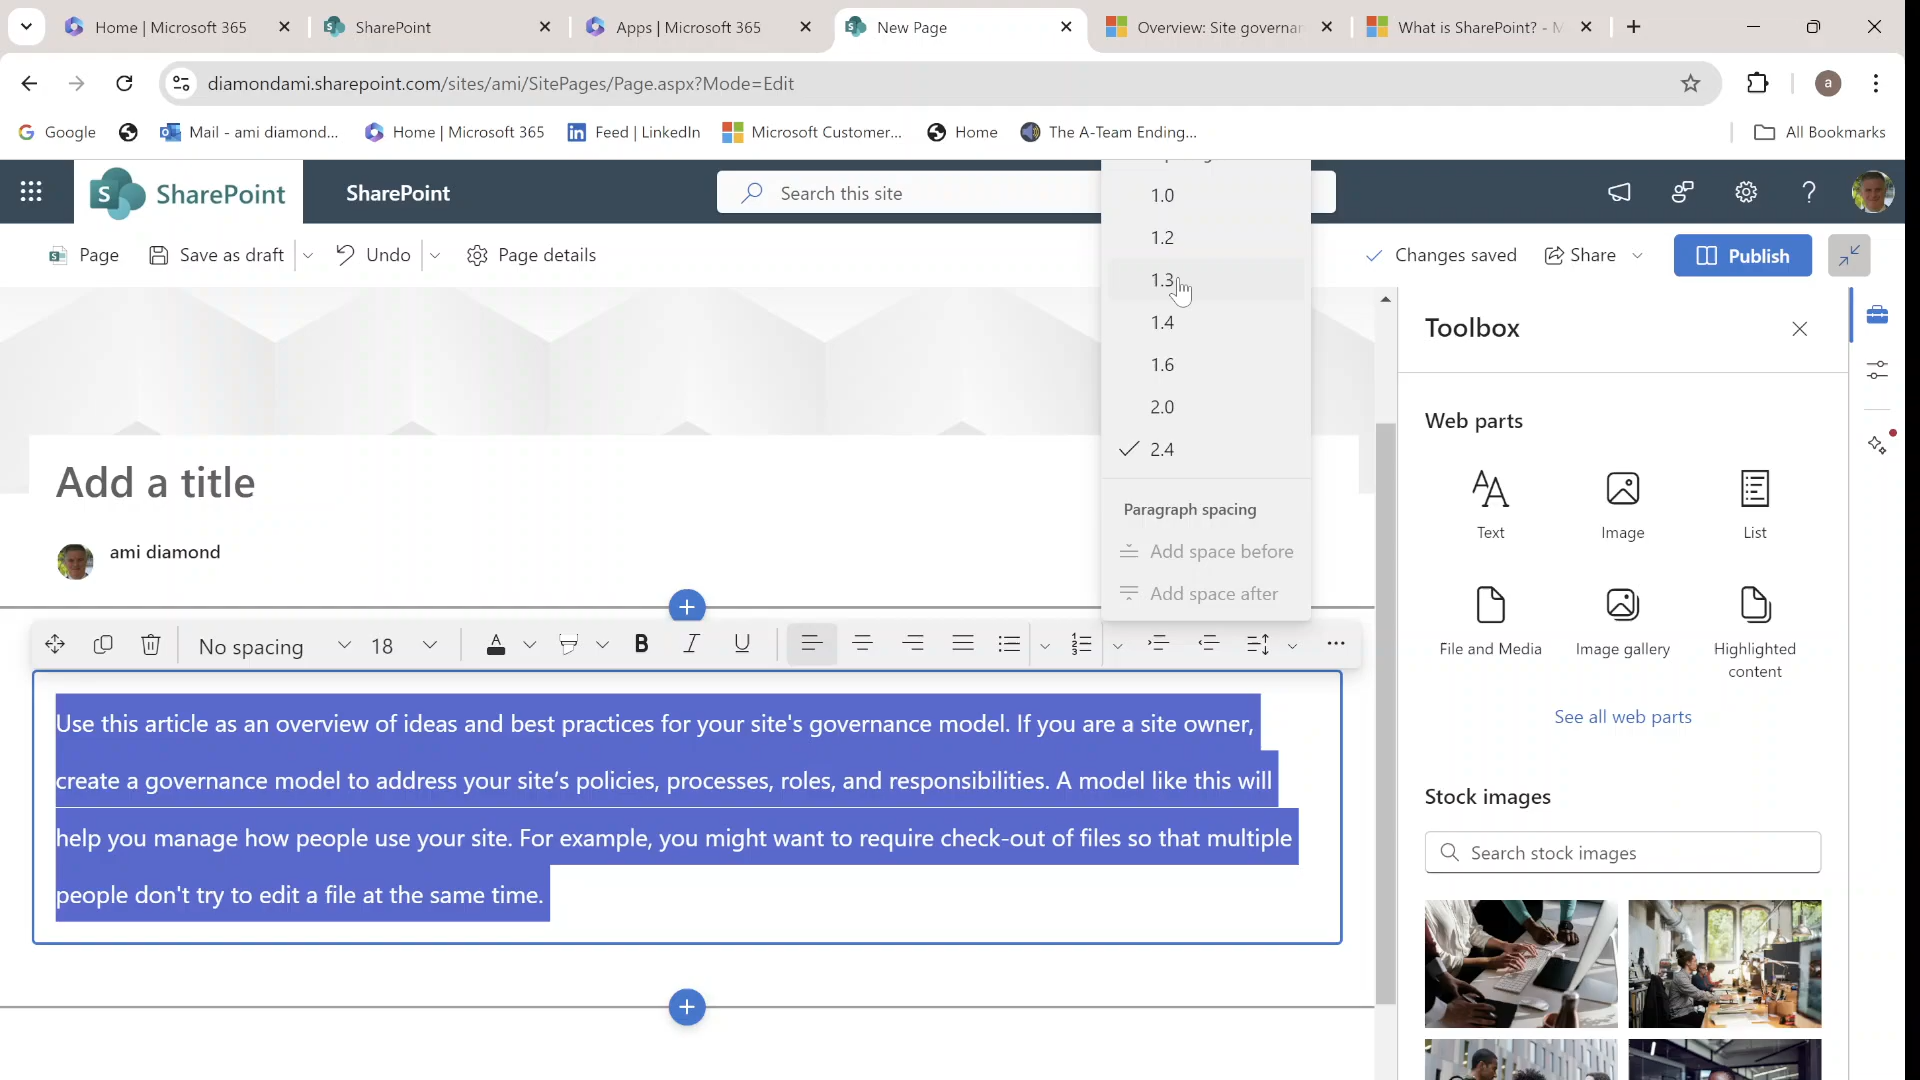 Home | Microsoft 365
SharePoint
Apps | Microsoft 365
New Page
Overview: Site governan
What is SharePoint? - M
diamondami.sharepoint.com/sites/ami/SitePages/Page.aspx?Mode=Edit
a
Google
Mail - ami diamond...
Home | Microsoft 365
Feed | LinkedIn
Microsoft Customer...
Home
The A-Team Ending...
All Bookmarks
S SharePoint
SharePoint
Search this site
Page
Save as draft
Undo
Page details
Changes saved
Share
Publish
1.0
1.2
1.3
1.4
1.6
2.0
2.4
Paragraph spacing
Add space before
Add space after
Add a title
ami diamond
No spacing
18
Use this article as an overview of ideas and best practices for your site's governance model. If you are a site owner,
create a governance model to address your site’s policies, processes, roles, and responsibilities. A model like this will
help you manage how people use your site. For example, you might want to require check-out of files so that multiple
people don't try to edit a file at the same time.
Toolbox
Web parts
Text
Image
List
File and Media
Image gallery
Highlighted
content
See all web parts
Stock images
Search stock images